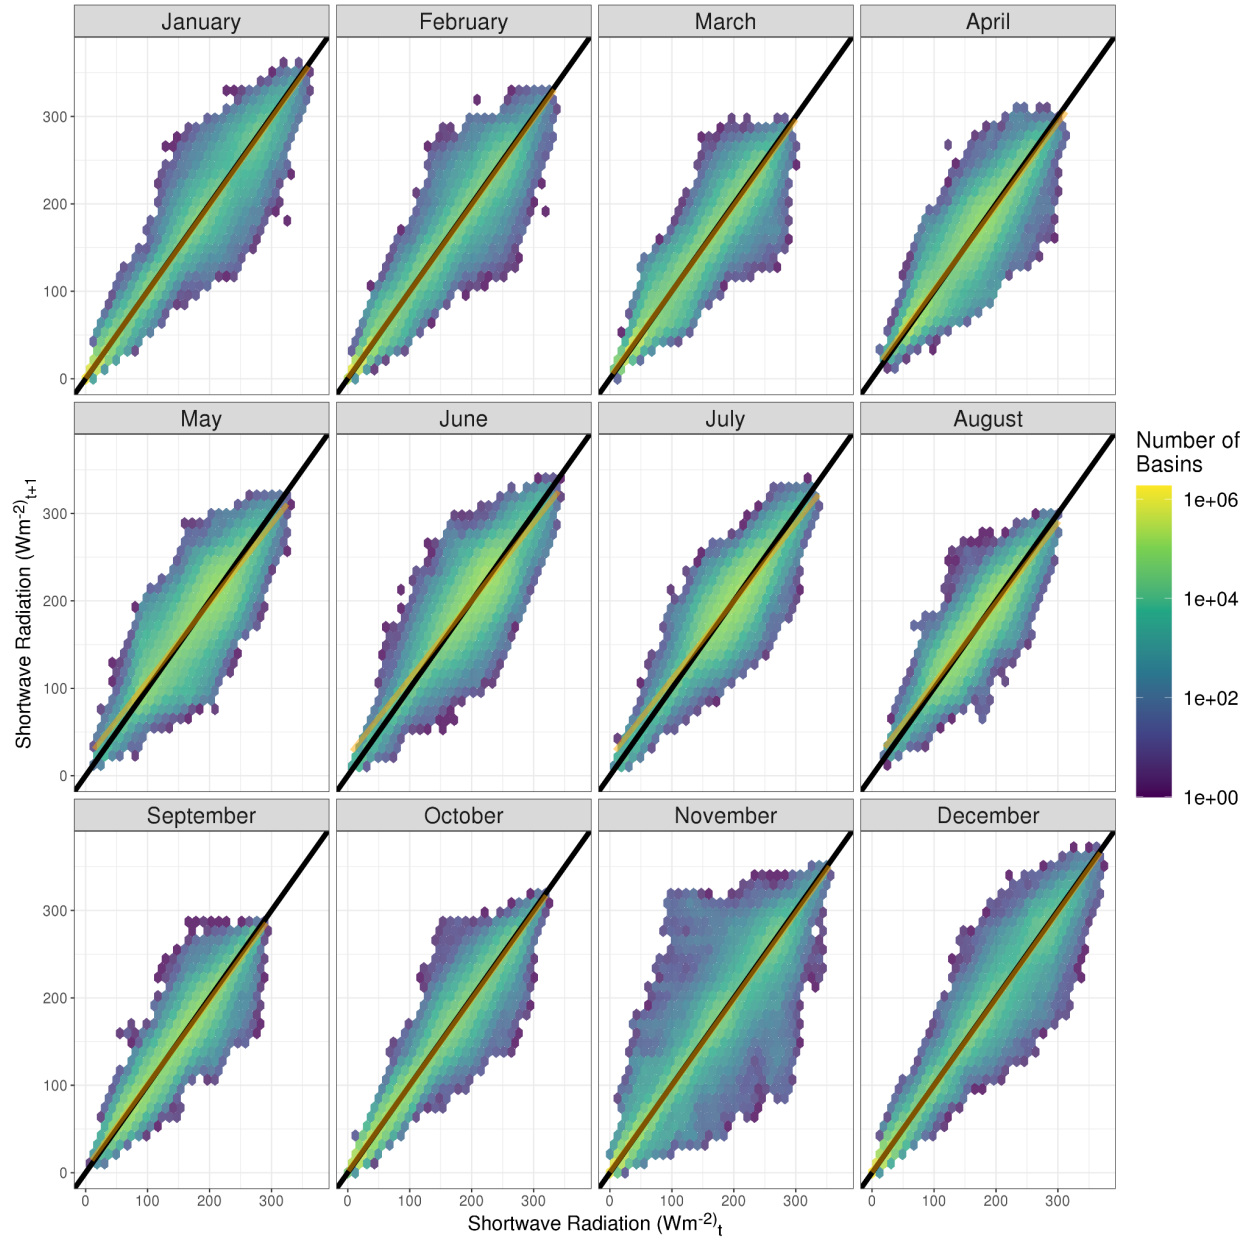 January February March April
300
200
100
0
May June July August
300
200
100
0
September October November December
300
200
100
0
0 100 200 300 0 100 200 300 0 100 200 300 0 100 200 300
Shortwave Radiation (Wm-2)t
Shortwave Radiation (Wm-2)t+1
Number of
Basins
1e+06
1e+04
1e+02
1e+00